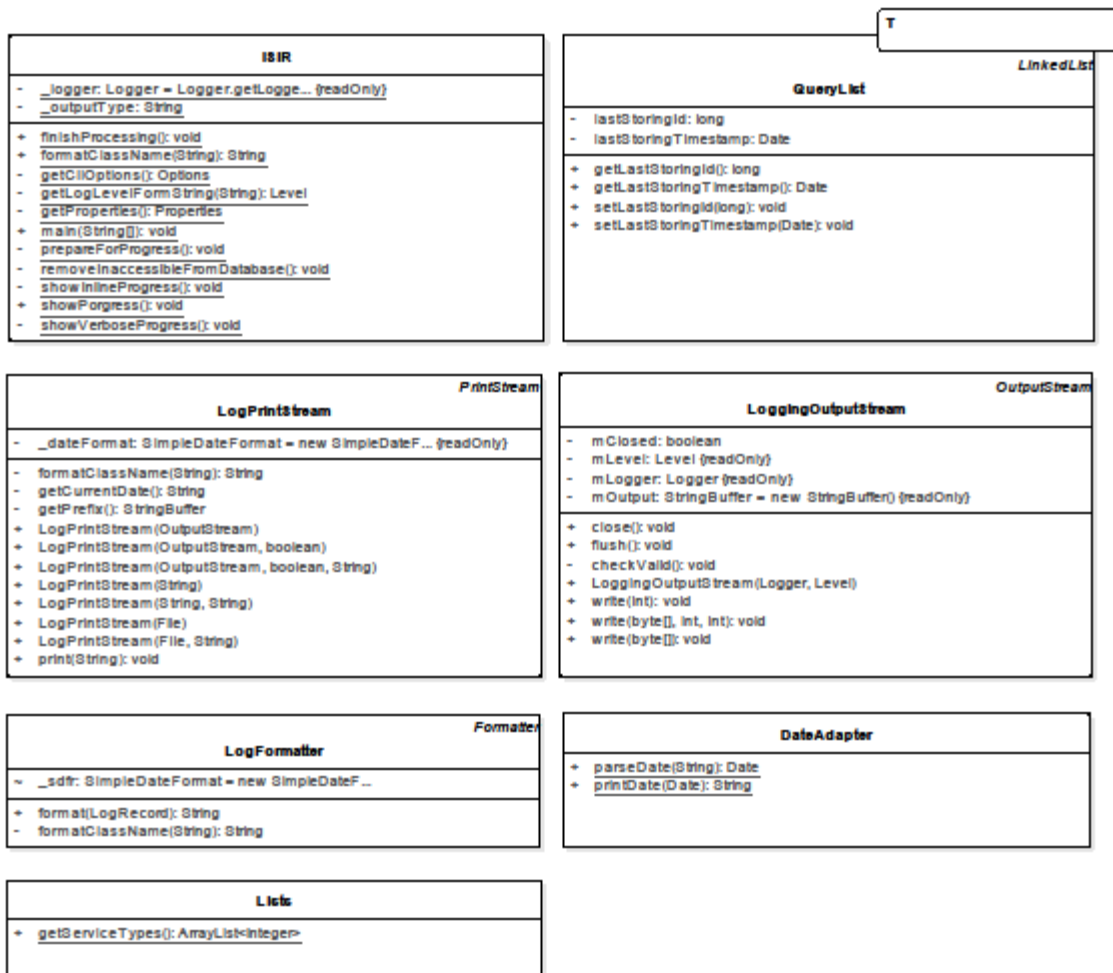 ISIR
- _logger: Logger = Logger.getLogge... {readOnly}
- _outputType: String
+ finishProcessing(): void
+ formatClassName(String): String
- getCliOptions(): Options
- getLogLevelFormString(String): Level
- getProperties(): Properties
+ main(String[]): void
- prepareForProgress(): void
- removeInaccessibleFromDatabase(): void
- showInlineProgress(): void
+ showPorgress(): void
- showVerboseProgress(): void
T
LinkedList
QueryList
- lastStoringId: long
- lastStoringTimestamp: Date
+ getLastStoringId(): long
+ getLastStoringTimestamp(): Date
+ setLastStoringId(long): void
+ setLastStoringTimestamp(Date): void
PrintStream
LogPrintStream
- _dateFormat: SimpleDateFormat = new SimpleDateF... {readOnly}
- formatClassName(String): String
- getCurrentDate(): String
- getPrefix(): StringBuffer
+ LogPrintStream(OutputStream)
+ LogPrintStream(OutputStream, boolean)
+ LogPrintStream(OutputStream, boolean, String)
+ LogPrintStream(String)
+ LogPrintStream(String, String)
+ LogPrintStream(File)
+ LogPrintStream(File, String)
+ print(String): void
OutputStream
LoggingOutputStream
- mClosed: boolean
- mLevel: Level {readOnly}
- mLogger: Logger {readOnly}
- mOutput: StringBuffer = new StringBuffer() {readOnly}
+ close(): void
+ flush(): void
- checkValid(): void
+ LoggingOutputStream(Logger, Level)
+ write(int): void
+ write(byte[], int, int): void
+ write(byte[]): void
Formatter
LogFormatter
~ _sdfr: SimpleDateFormat = new SimpleDateF...
+ format(LogRecord): String
- formatClassName(String): String
DateAdapter
+ parseDate(String): Date
+ printDate(Date): String
Lists
+ getServiceTypes(): ArrayList<Integer>